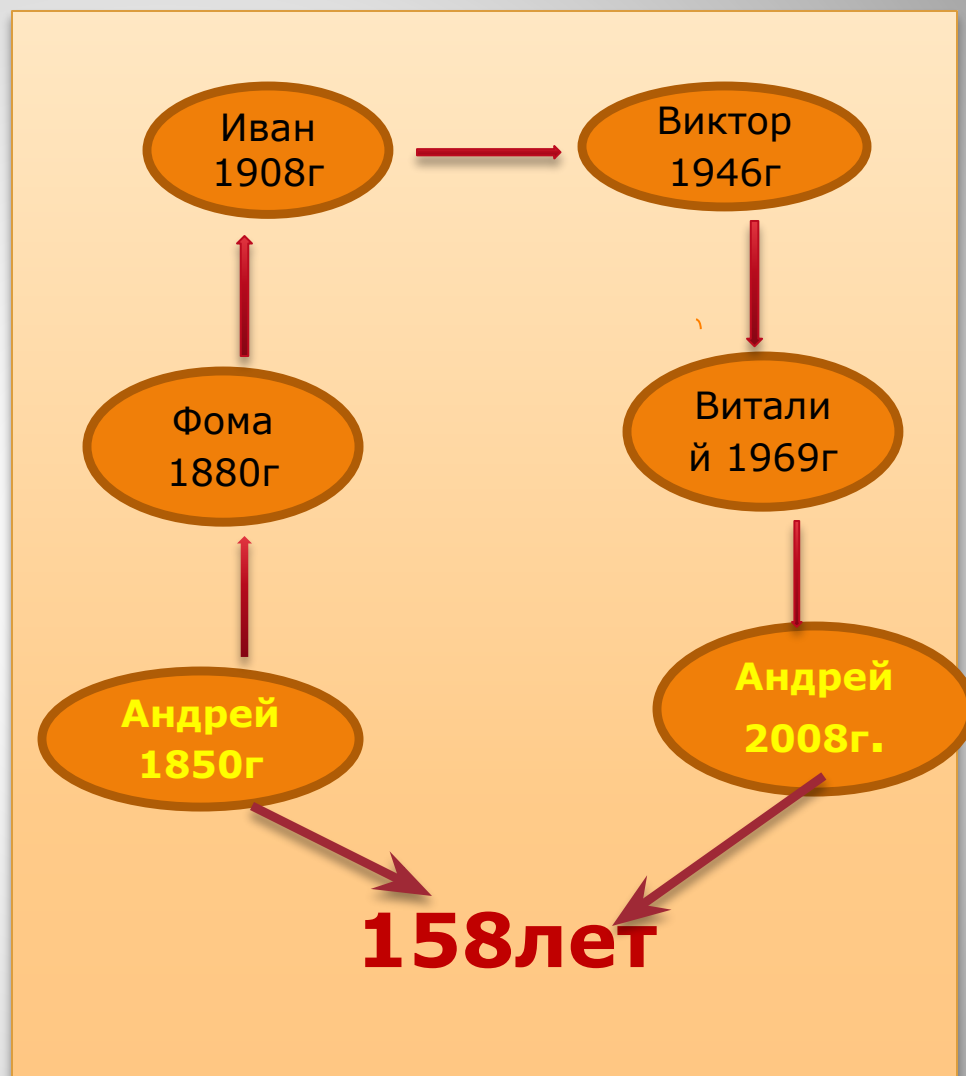 Иван
1908г
Виктор
1946г
Фома
1880г
Витали
й 1969г
Андрей
1850г
Андрей
2008г.
158лет